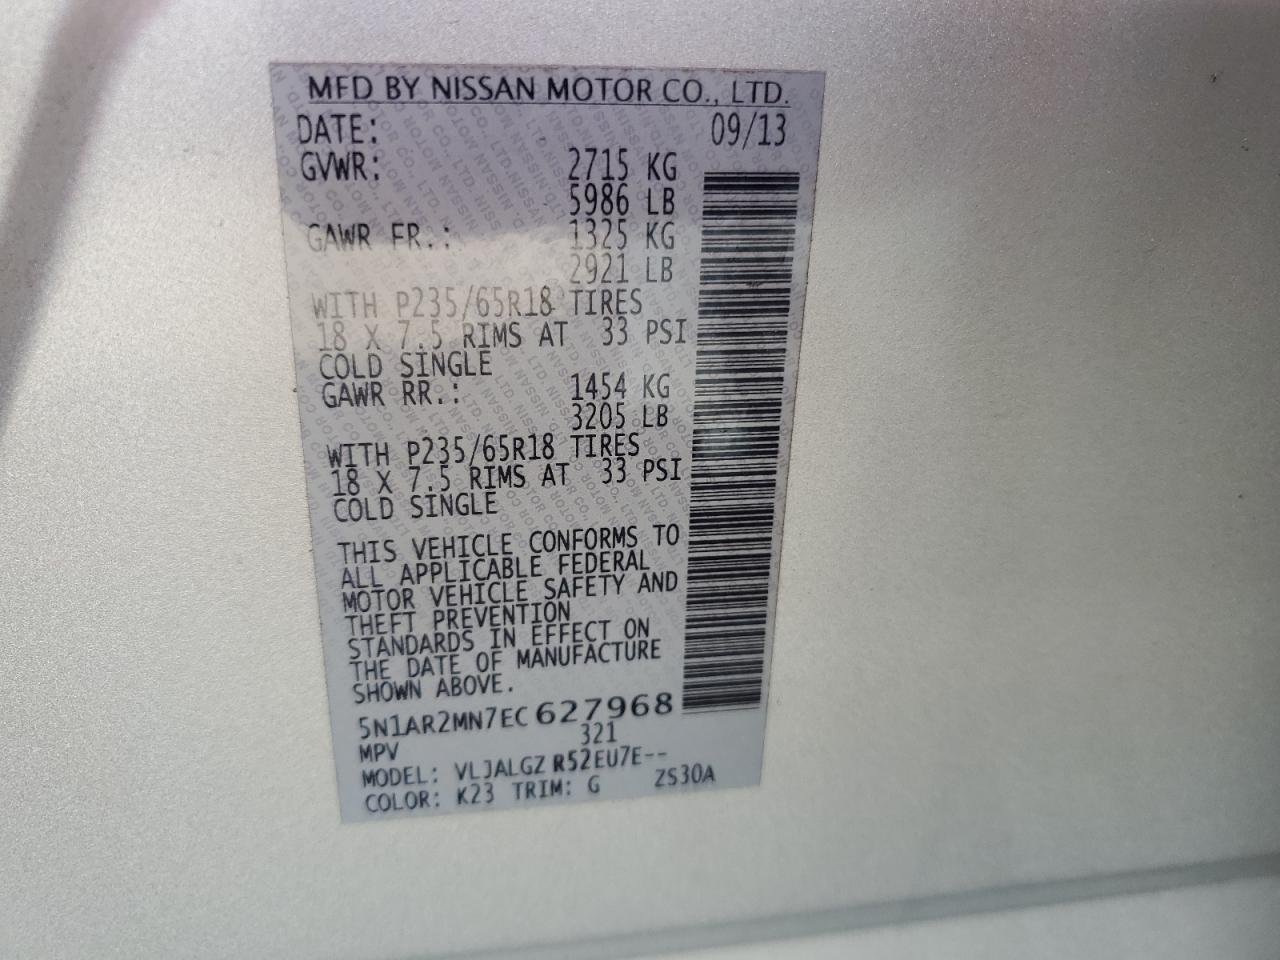 MFD BY NISSAN MOTOR CO., LTD.
DATE: 09/13
GVWR: 2715 KG
5986 LB
GAWR FR.: 1325 KG
2921 LB
WITH P235/65R18 TIRES
18 X 7.5 RIMS AT 33 PSI
COLD SINGLE
GAWR RR.: 1454 KG
3205 LB
WITH P235/65R18 TIRES
18 X 7.5 RIMS AT 33 PSI
COLD SINGLE
THIS VEHICLE CONFORMS TO
ALL APPLICABLE FEDERAL
MOTOR VEHICLE SAFETY AND
THEFT PREVENTION
STANDARDS IN EFFECT ON
THE DATE OF MANUFACTURE
SHOWN ABOVE.
5N1AR2MN7EC627968
MPV 321
MODEL: VLJALGZ R52EU7E--
COLOR: K23 TRIM: G ZS30A